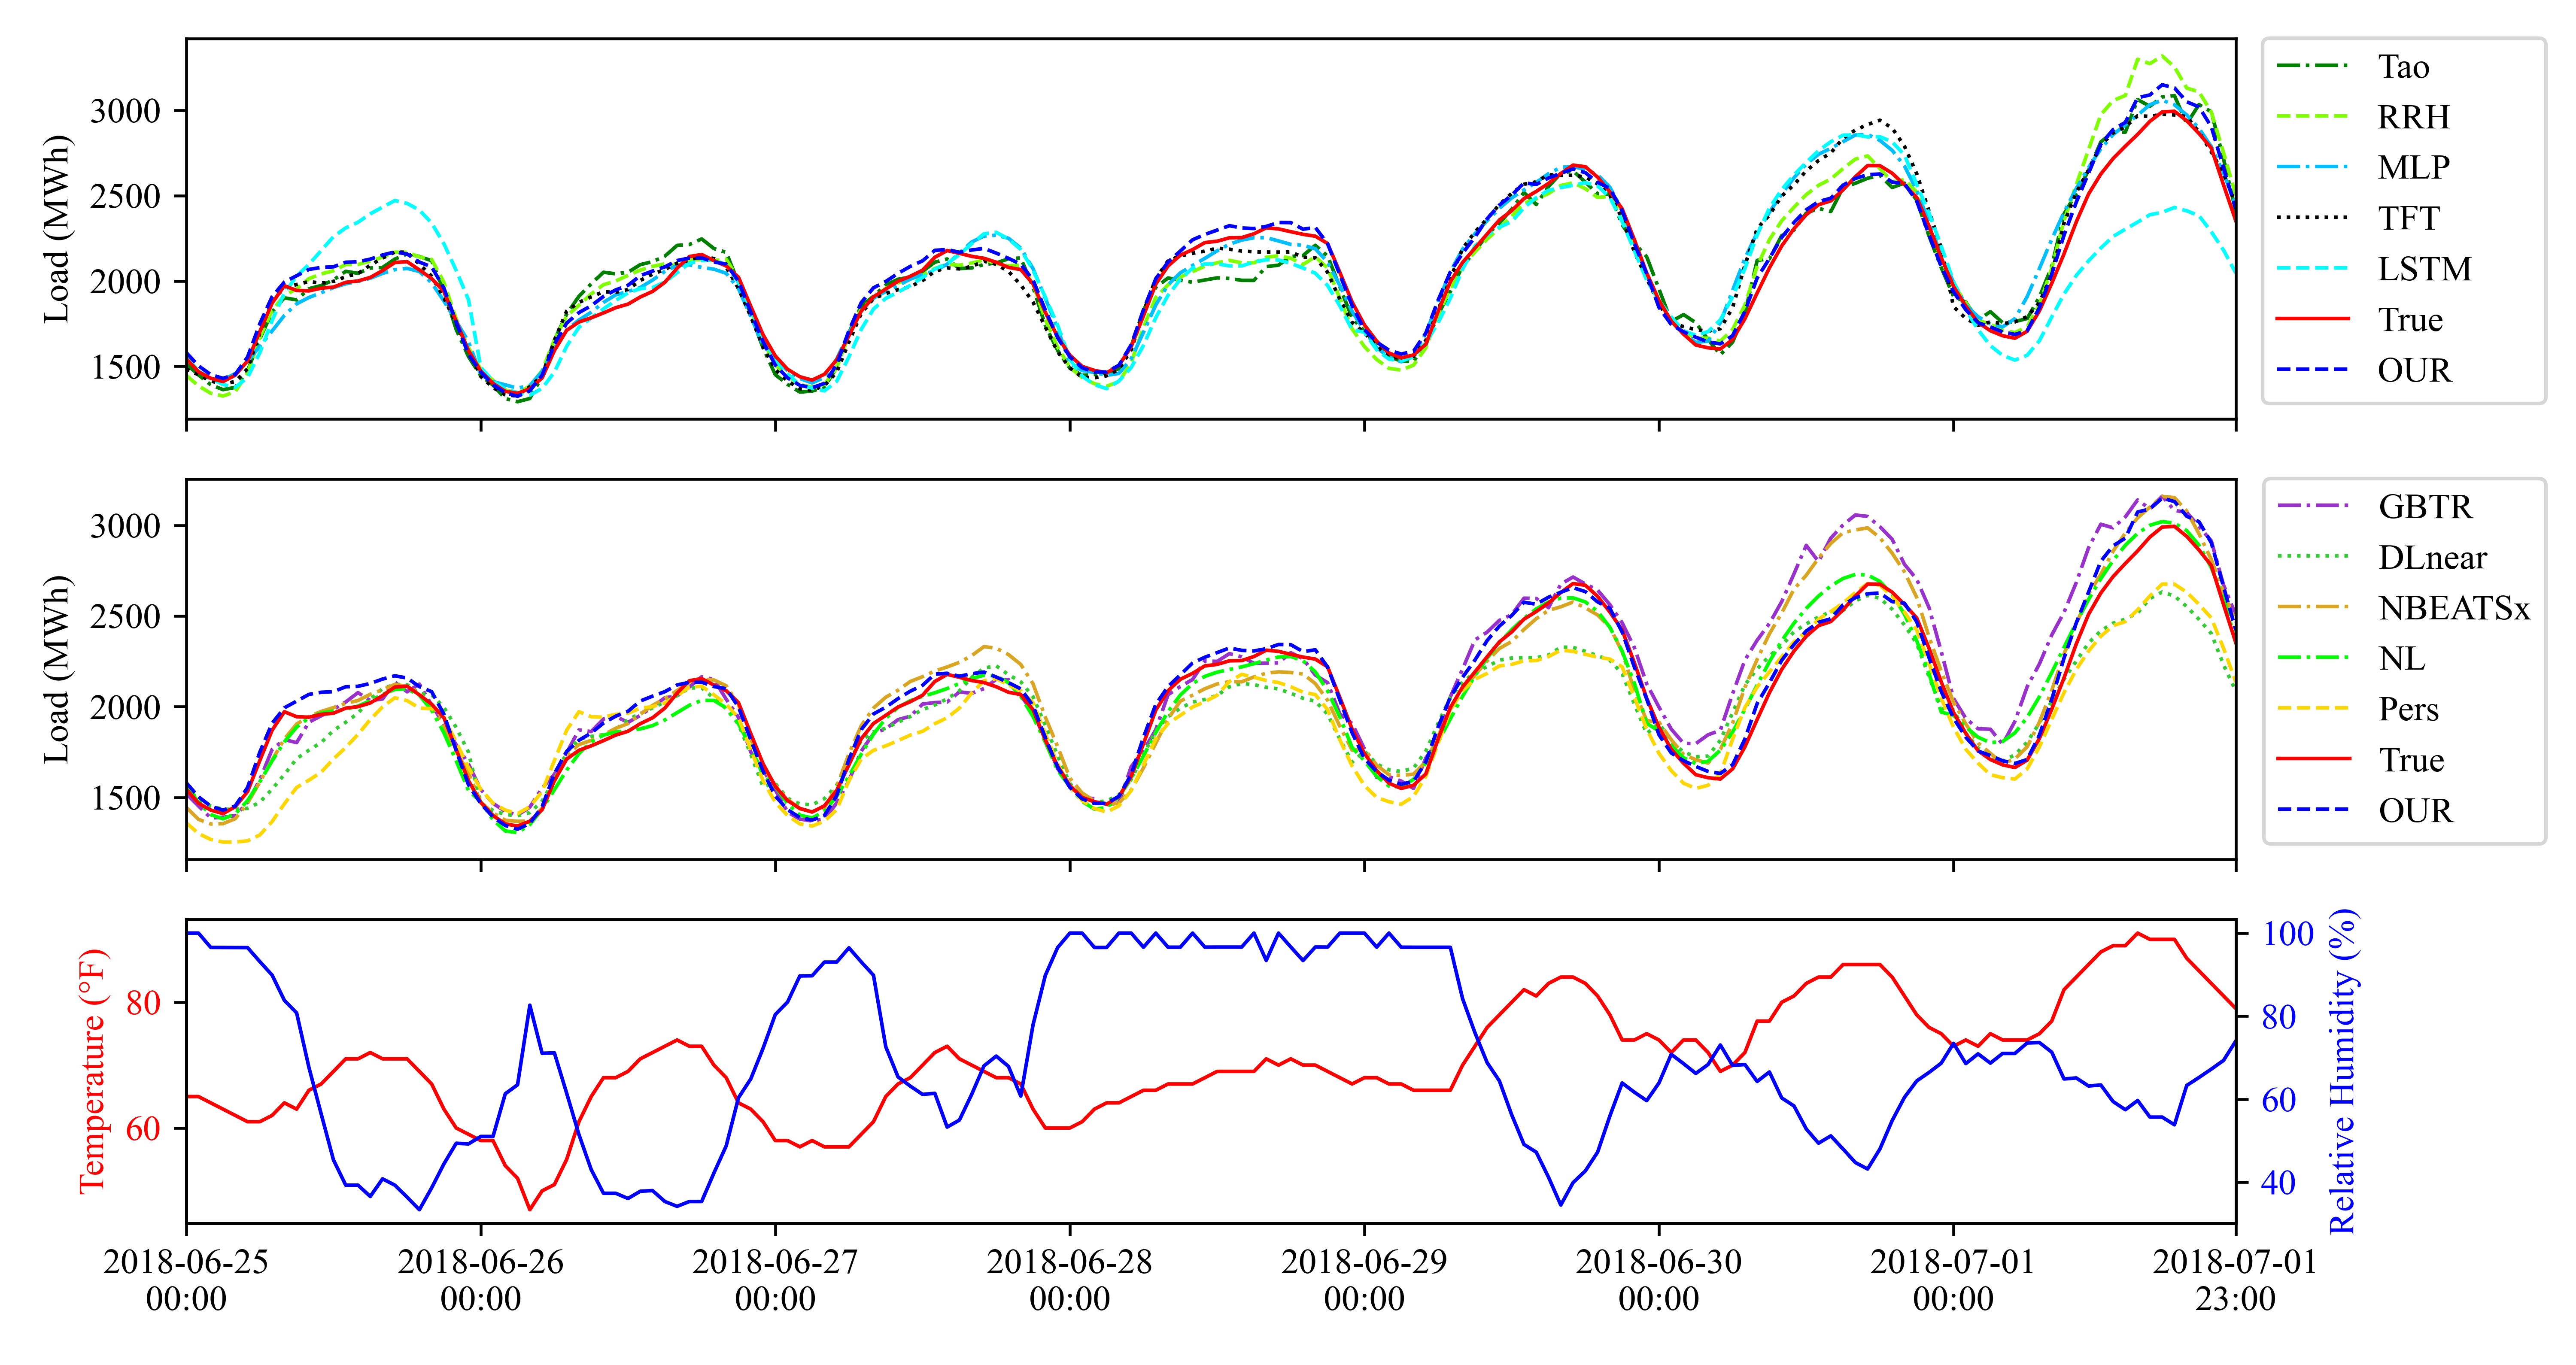 Load (MWh)
3000
2500
2000
1500
Tao
RRH
MLP
TFT
LSTM
True
OUR
Load (MWh)
3000
2500
2000
1500
GBTR
DLnear
NBEATSx
NL
Pers
True
OUR
Temperature (°F)
80
60
100
80
60
40
Relative Humidity (%)
2018-06-25 2018-06-26 2018-06-27 2018-06-28 2018-06-29 2018-06-30 2018-07-01 2018-07-01
00:00 00:00 00:00 00:00 00:00 00:00 00:00 23:00